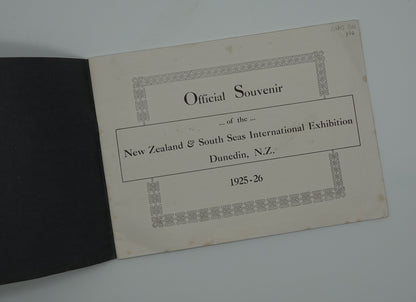 Official Souvenir
... of the ...
New Zealand & South Seas International Exhibition
Dunedin, N.Z.
1925-26